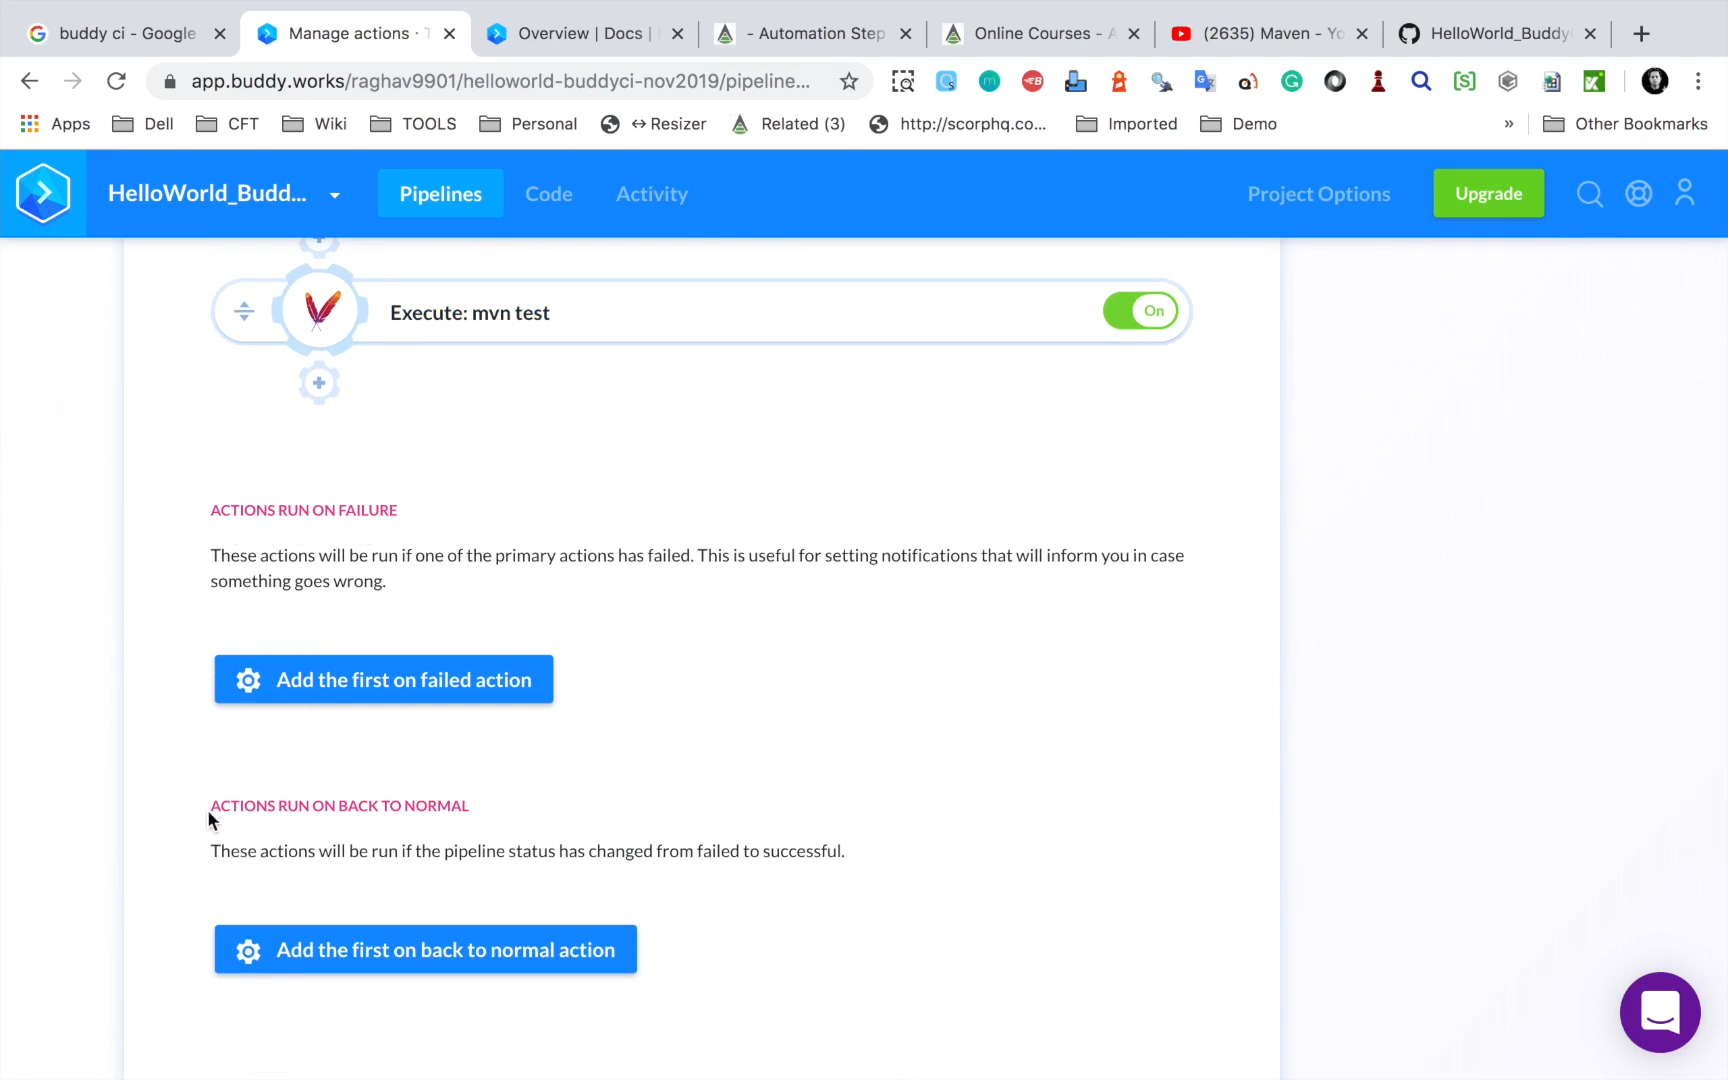 buddy ci - Google
Manage actions · T
Overview | Docs |
- Automation Step
Online Courses - A
(2635) Maven - Yo
HelloWorld_Buddy
app.buddy.works/raghav9901/helloworld-buddyci-nov2019/pipeline...
Apps
Dell
CFT
Wiki
TOOLS
Personal
↔ Resizer
Related (3)
http://scorphq.co...
Imported
Demo
»
Other Bookmarks
HelloWorld_Budd...
Pipelines
Code
Activity
Project Options
Upgrade
Execute: mvn test
On
ACTIONS RUN ON FAILURE
These actions will be run if one of the primary actions has failed. This is useful for setting notifications that will inform you in case
something goes wrong.
Add the first on failed action
ACTIONS RUN ON BACK TO NORMAL
These actions will be run if the pipeline status has changed from failed to successful.
Add the first on back to normal action